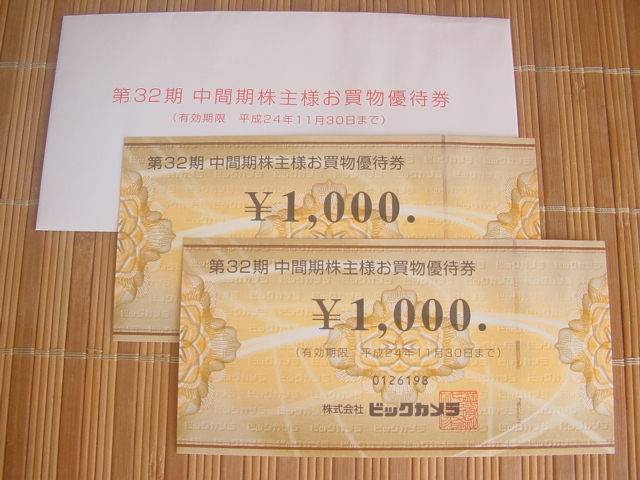 第32期 中間期株主様お買物優待券
(有効期限 平成24年11月30日まで)
第32期 中間期株主様お買物優待券
￥1,000.
第32期 中間期株主様お買物優待券
￥1,000.
(有効期限 平成24年11月30日まで)
0126198
株式会社 ビックカメラ